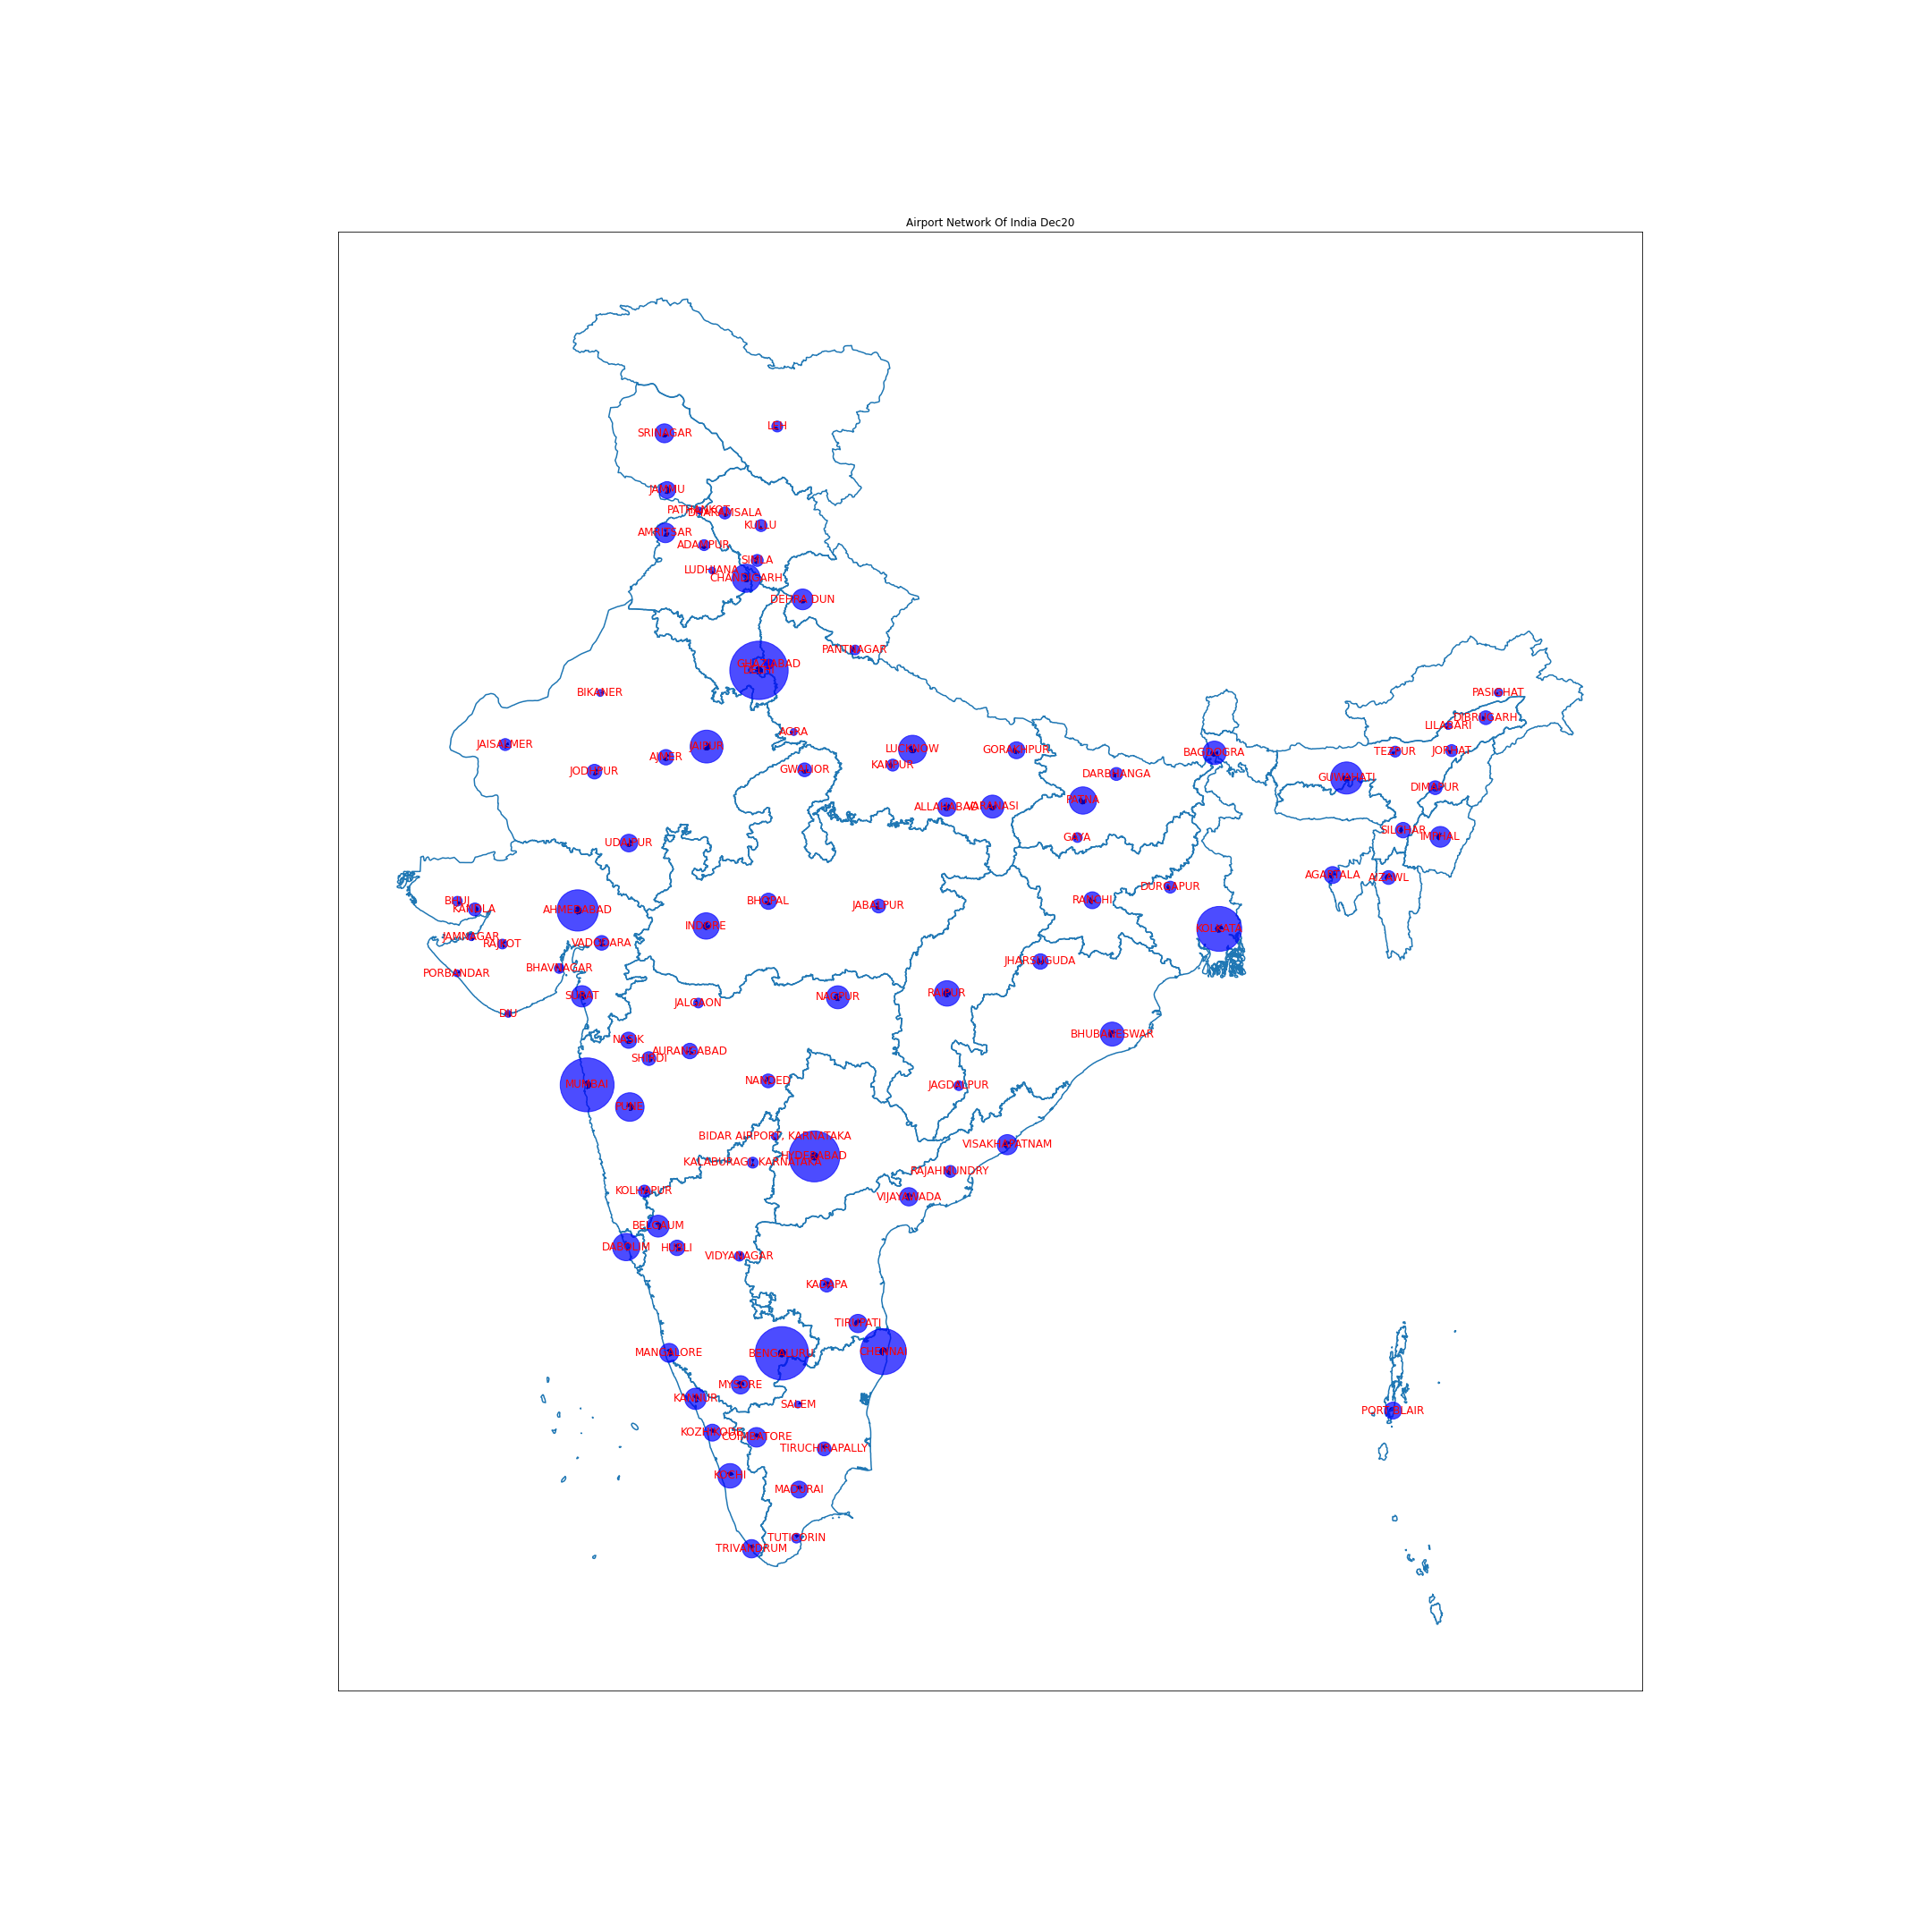 Airport Network Of India Dec20
LEH
SRINAGAR
JAMMU
PATHANKOT
DHARAMSALA
KULLU
AMRITSAR
ADAMPUR
SIMLA
LUDHIANA
CHANDIGARH
DEHRA DUN
PANTNAGAR
GHAZIABAD
DELHI
BIKANER
PASIGHAT
DIBRUGARH
LILABARI
AGRA
JAISALMER
JAIPUR
LUCKNOW
GORAKHPUR
BAGDOGRA
TEZPUR
JORHAT
AJMER
KANPUR
JODHPUR
GWALIOR
DARBHANGA
GUWAHATI
DIMAPUR
PATNA
ALLAHABAD
VARANASI
SILCHAR
IMPHAL
GAYA
UDAIPUR
AGARTALA
AIZAWL
DURGAPUR
BHUJ
KANDLA
AHMEDABAD
BHOPAL
JABALPUR
RANCHI
INDORE
KOLKATA
JAMNAGAR
RAJKOT
VADODARA
JHARSUGUDA
BHAVNAGAR
PORBANDAR
SURAT
JALGAON
NAGPUR
RAIPUR
DIU
BHUBANESWAR
NASIK
AURANGABAD
SHIRDI
MUMBAI
NANDED
JAGDALPUR
PUNE
BIDAR AIRPORT, KARNATAKA
VISAKHAPATNAM
HYDERABAD
KALABURAGI KARNATAKA
RAJAHMUNDRY
KOLHAPUR
VIJAYAWADA
BELGAUM
DABOLIM
HUBLI
VIDYANAGAR
KADAPA
TIRUPATI
MANGALORE
BENGALURU
CHENNAI
MYSORE
KANNUR
SALEM
PORTBLAIR
KOZHIKODE
COIMBATORE
TIRUCHIRAPALLY
KOCHI
MADURAI
TUTICORIN
TRIVANDRUM